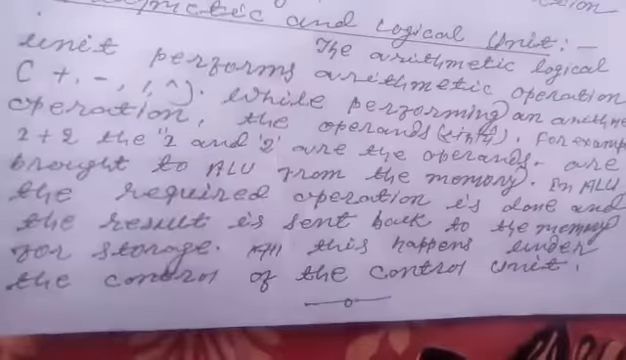 and Logical Unit:-
The arithmetic logical
unit performs arithmetic operation
(+, -, /, ^). While performing an
operation, the operands. For
2+2 the "2 and '2' are the operands. are
brought to ALU from the memory. In ALU
the required operation is done and
the result is sent back to the memory
for storage. All this happens under
the control of the control unit.